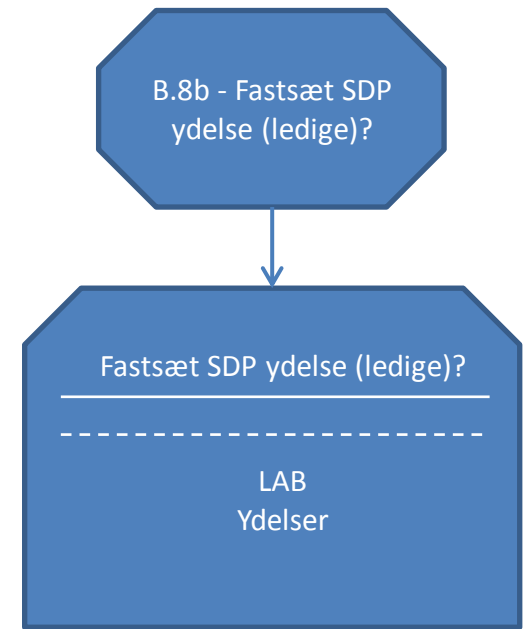 B.8b - Fastsæt SDP
ydelse (ledige)?
Fastsæt SDP ydelse (ledige)?
LAB
Ydelser